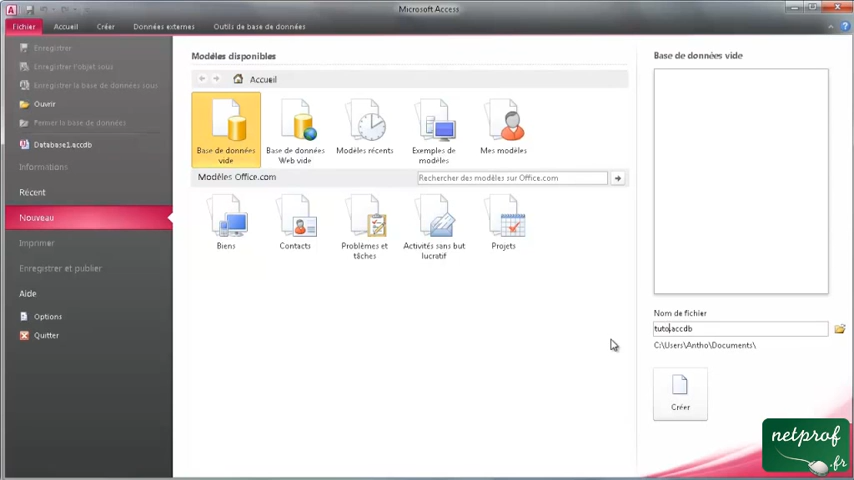 Microsoft Access
Fichier Accueil Créer Données externes Outils de base de données
Enregistrer
Enregistrer l'objet sous
Enregistrer la base de données sous
Ouvrir
Fermer la base de données
Database1.accdb
Informations
Récent
Nouveau
Imprimer
Enregistrer et publier
Aide
Options
Quitter
Modèles disponibles
Accueil
Base de données vide
Base de données Web vide
Modèles récents
Exemples de modèles
Mes modèles
Modèles Office.com
Rechercher des modèles sur Office.com
Biens
Contacts
Problèmes et tâches
Activités sans but lucratif
Projets
Base de données vide
Nom de fichier
tuto.accdb
C:\Users\Antho\Documents\
Créer
netprof
.fr